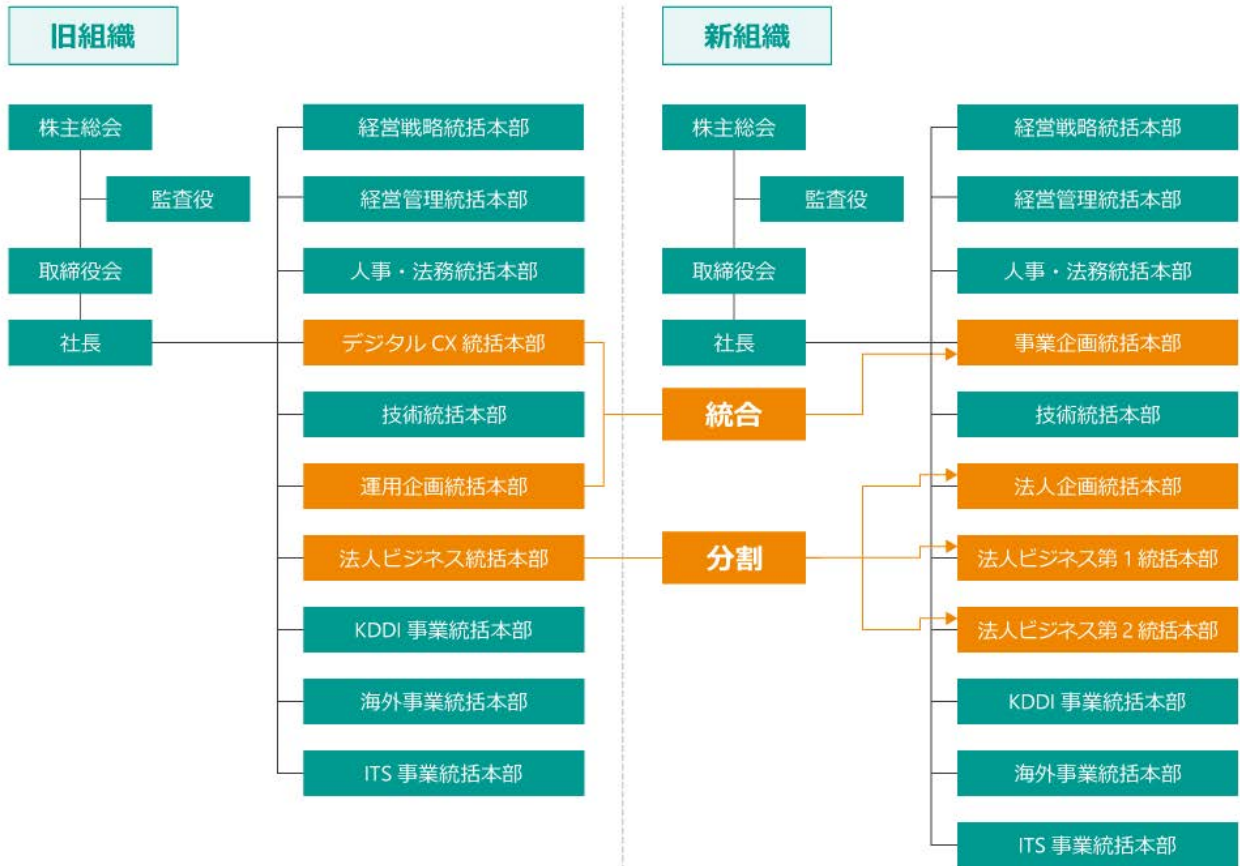 旧組織
株主総会
監査役
取締役会
社長
経営戦略統括本部
経営管理統括本部
人事・法務統括本部
デジタル CX 統括本部
技術統括本部
運用企画統括本部
法人ビジネス統括本部
KDDI 事業統括本部
海外事業統括本部
ITS 事業統括本部
統合
分割
新組織
株主総会
監査役
取締役会
社長
経営戦略統括本部
経営管理統括本部
人事・法務統括本部
事業企画統括本部
技術統括本部
法人企画統括本部
法人ビジネス第 1 統括本部
法人ビジネス第 2 統括本部
KDDI 事業統括本部
海外事業統括本部
ITS 事業統括本部